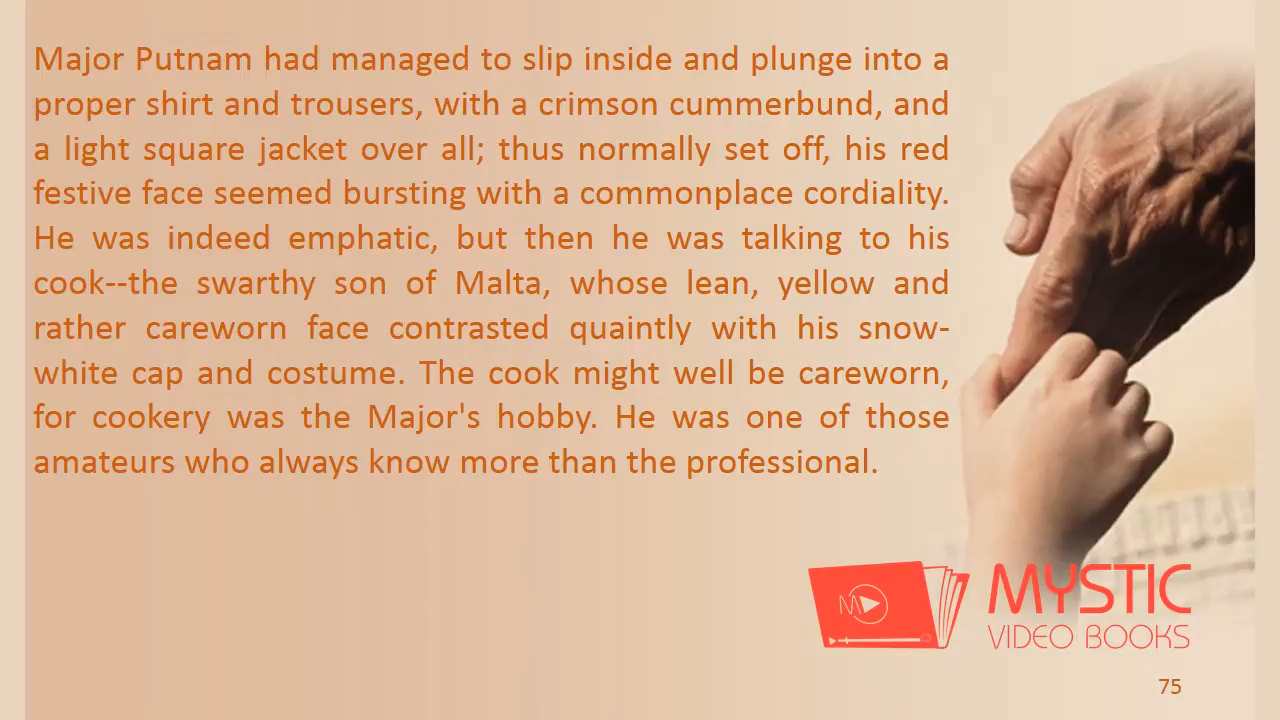 Major Putnam had managed to slip inside and plunge into a
proper shirt and trousers, with a crimson cummerbund, and
a light square jacket over all; thus normally set off, his red
festive face seemed bursting with a commonplace cordiality.
He was indeed emphatic, but then he was talking to his
cook--the swarthy son of Malta, whose lean, yellow and
rather careworn face contrasted quaintly with his snow-
white cap and costume. The cook might well be careworn,
for cookery was the Major's hobby. He was one of those
amateurs who always know more than the professional.
MYSTIC
VIDEO BOOKS
75